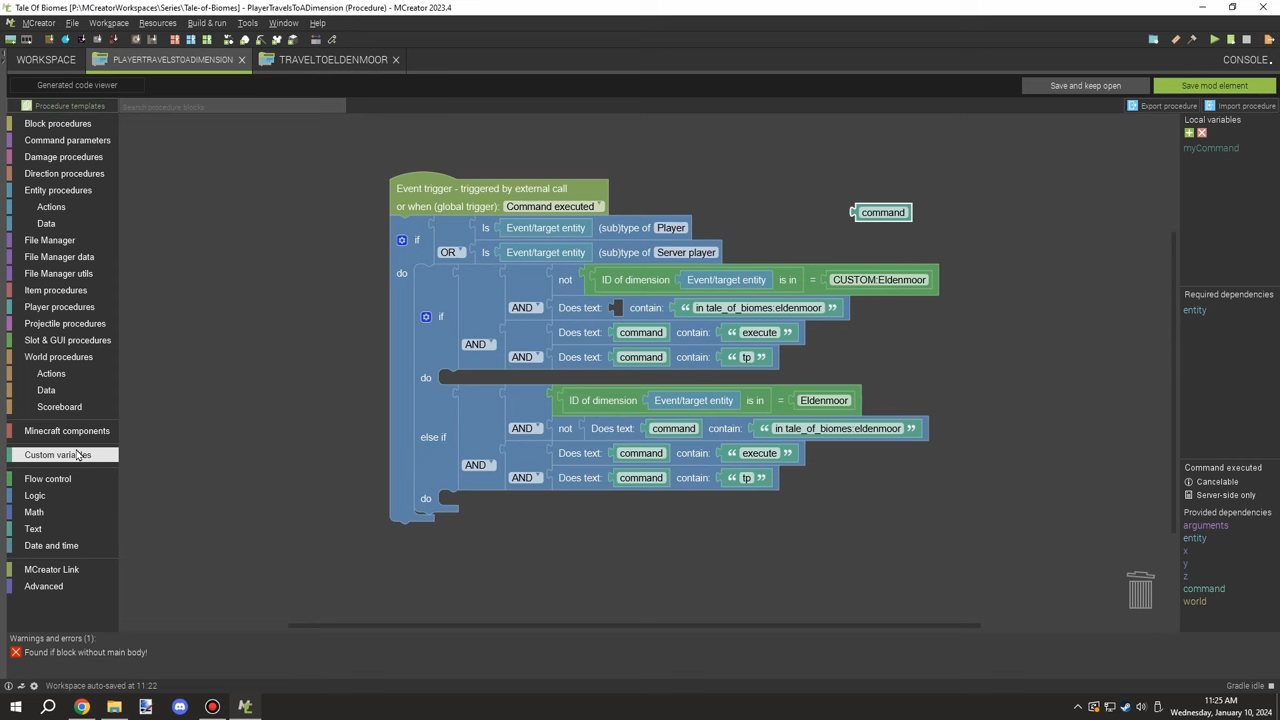 Tale Of Biomes [P:\MCreatorWorkspaces\Series\Tale-of-Biomes] - PlayerTravelsToADimension (Procedure) - MCreator 2023.4
MCreator File Workspace Resources Build & run Tools Window Help
WORKSPACE PLAYERTRAVELSTOADIMENSION TRAVELTOELDENMOOR CONSOLE
Generated code viewer Save and keep open Save mod element
Procedure templates Search procedure blocks Export procedure Import procedure
Block procedures
Command parameters
Damage procedures
Direction procedures
Entity procedures
Actions
Data
File Manager
File Manager data
File Manager utils
Item procedures
Player procedures
Projectile procedures
Slot & GUI procedures
World procedures
Actions
Data
Scoreboard
Minecraft components
Custom variables
Flow control
Logic
Math
Text
Date and time
MCreator Link
Advanced
Event trigger - triggered by external call
or when (global trigger): Command executed
if Is Event/target entity (sub)type of Player
OR Is Event/target entity (sub)type of Server player
do
if not ID of dimension Event/target entity is in = CUSTOM:Eldenmoor
AND Does text: contain: “ in tale_of_biomes:eldenmoor ”
AND Does text: command contain: “ execute ”
AND Does text: command contain: “ tp ”
do
else if ID of dimension Event/target entity is in = Eldenmoor
AND not Does text: command contain: “ in tale_of_biomes:eldenmoor ”
AND Does text: command contain: “ execute ”
AND Does text: command contain: “ tp ”
do
command
Local variables
myCommand
Required dependencies
entity
Command executed
Cancelable
Server-side only
Provided dependencies
arguments
entity
x
y
z
command
world
Warnings and errors (1):
Found if block without main body!
Workspace auto-saved at 11:22 Gradle idle
11:25 AM
Wednesday, January 10, 2024